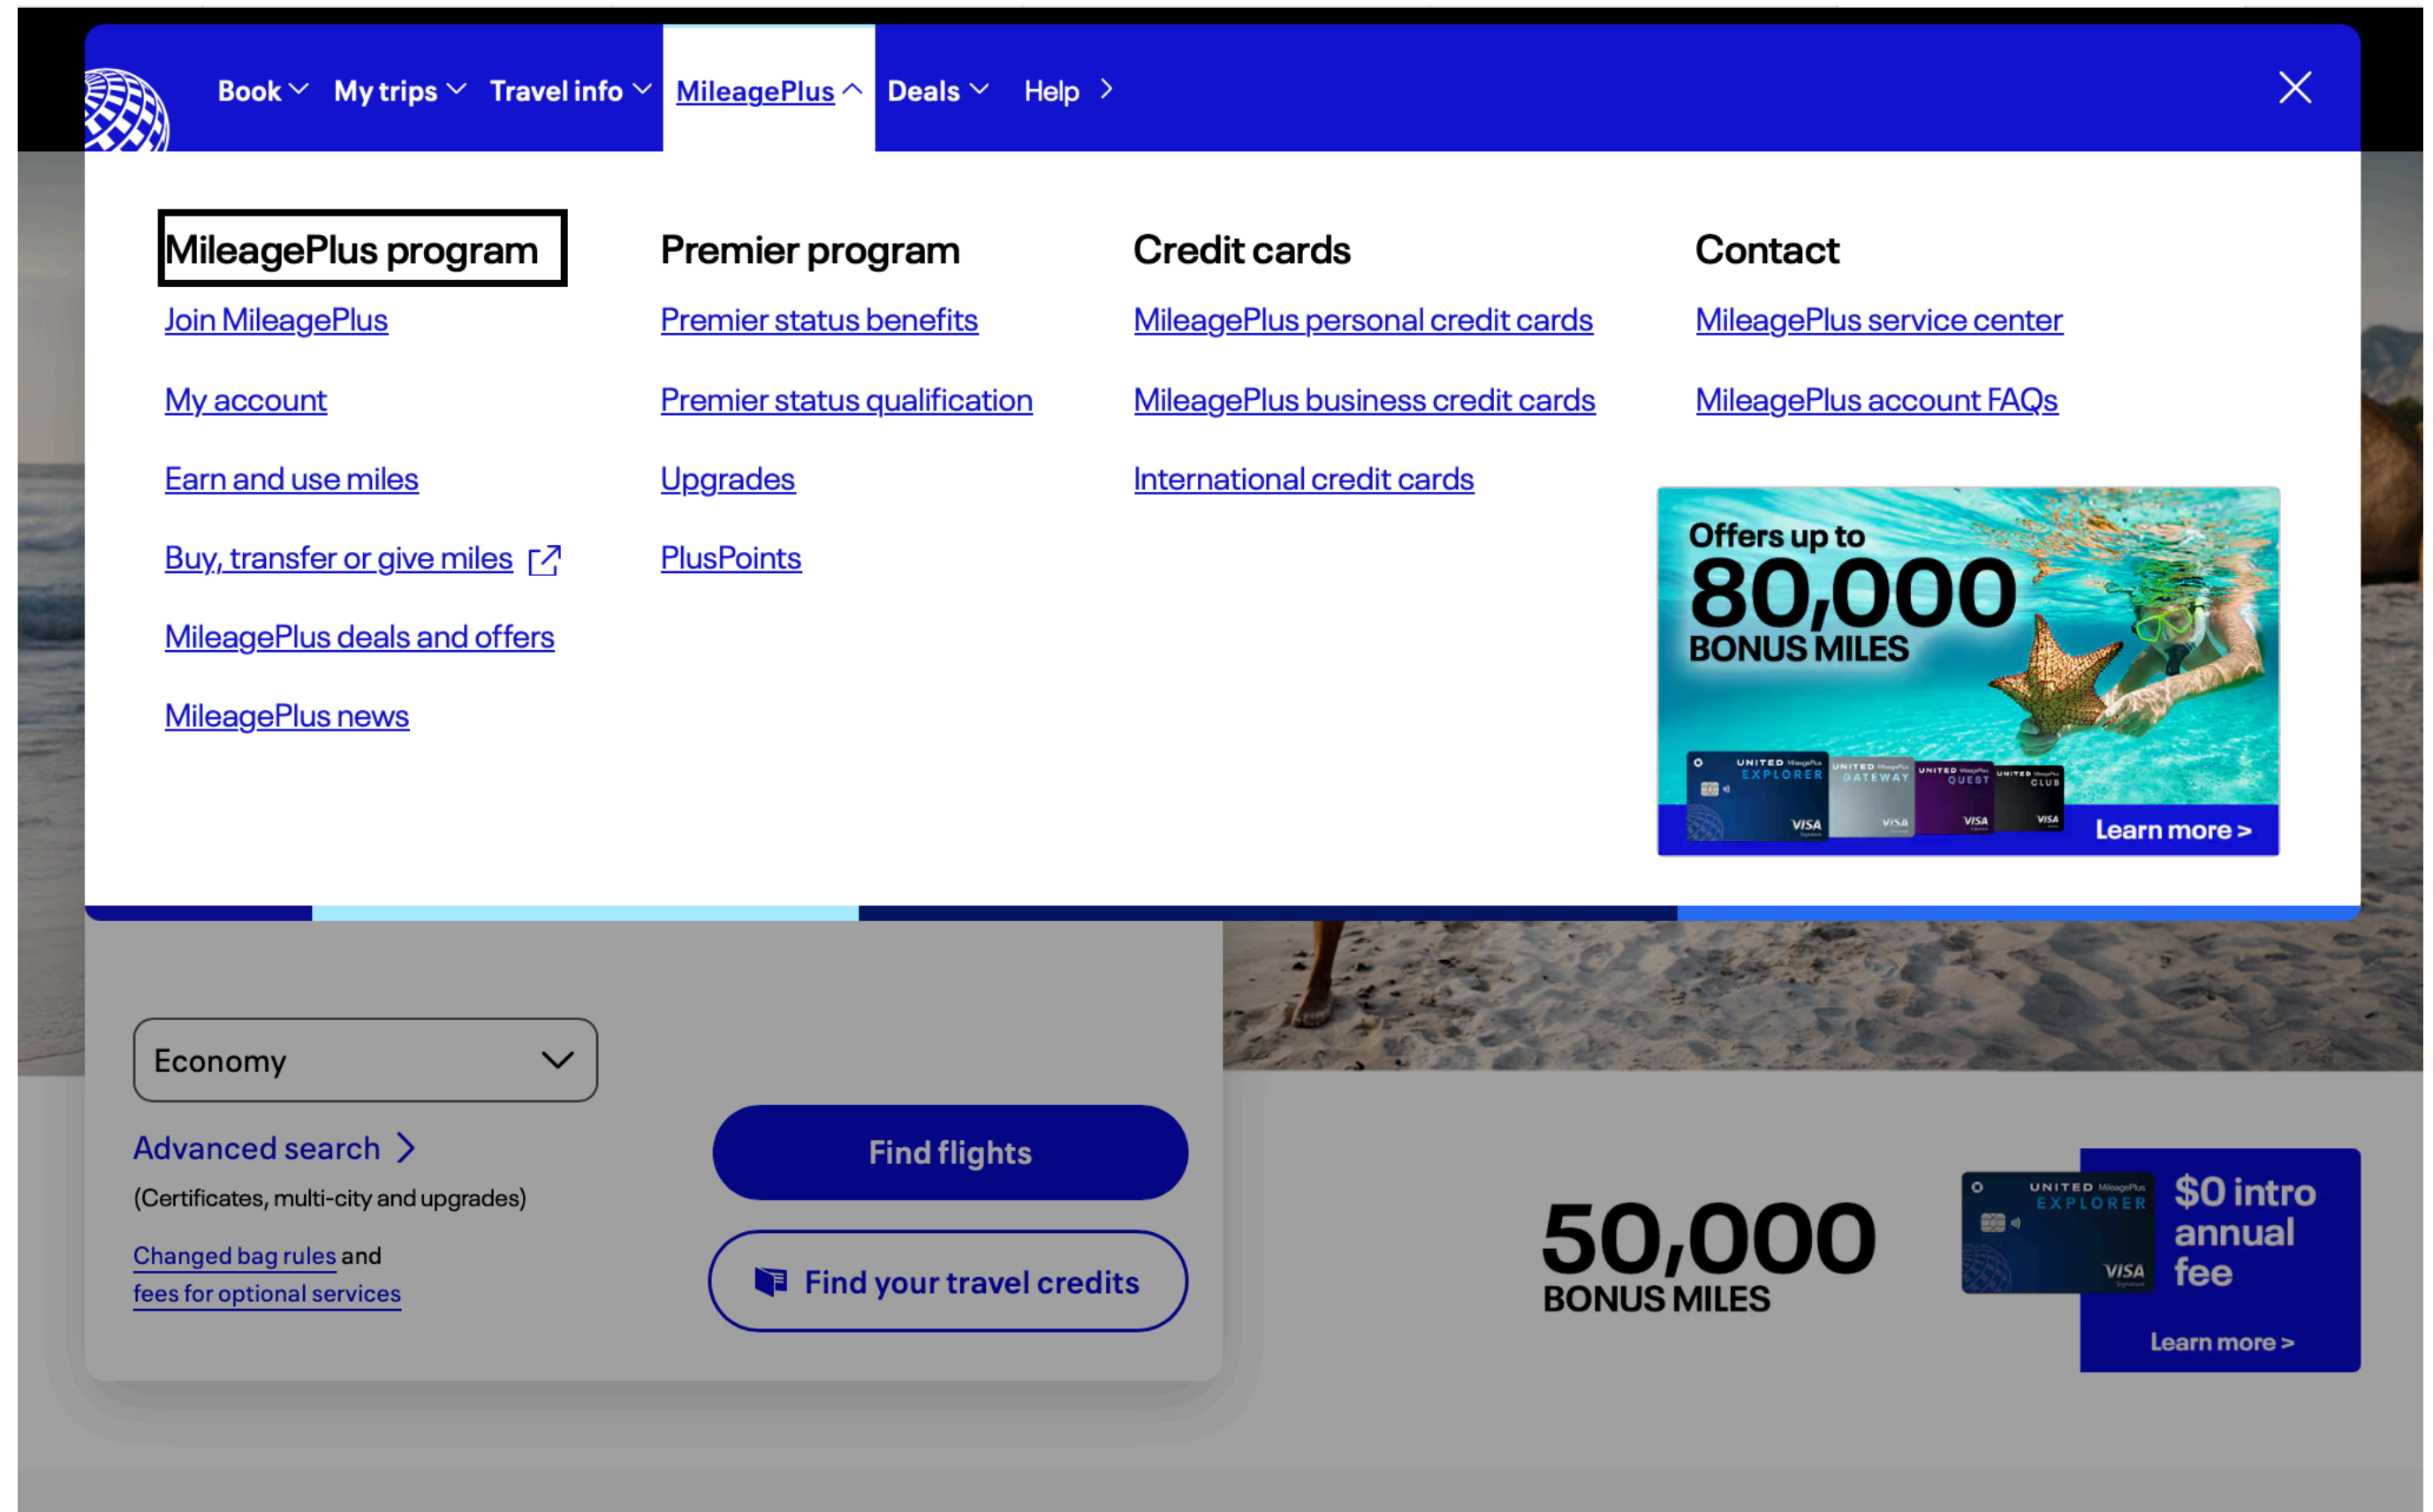 Book My trips Travel info MileagePlus Deals Help
MileagePlus program
Join MileagePlus
My account
Earn and use miles
Buy, transfer or give miles
MileagePlus deals and offers
MileagePlus news
Premier program
Premier status benefits
Premier status qualification
Upgrades
PlusPoints
Credit cards
MileagePlus personal credit cards
MileagePlus business credit cards
International credit cards
Contact
MileagePlus service center
MileagePlus account FAQs
Offers up to
80,000
BONUS MILES
UNITED MileagePlus
EXPLORER
VISA
UNITED MileagePlus
GATEWAY
VISA
UNITED MileagePlus
QUEST
VISA
UNITED MileagePlus
CLUB
VISA
Learn more >
Economy
Advanced search
(Certificates, multi-city and upgrades)
Changed bag rules and
fees for optional services
Find flights
Find your travel credits
50,000
BONUS MILES
UNITED MileagePlus
EXPLORER
VISA
Signature
$0 intro
annual
fee
Learn more >